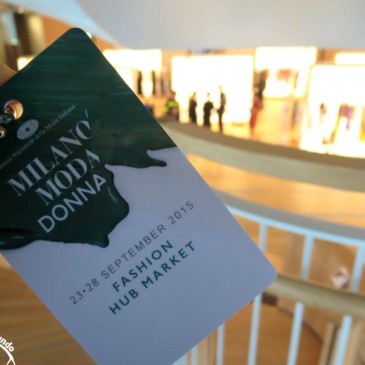 MILANO
MODA
DONNA
23-28 SEPTEMBER 2015
FASHION
HUB MARKET